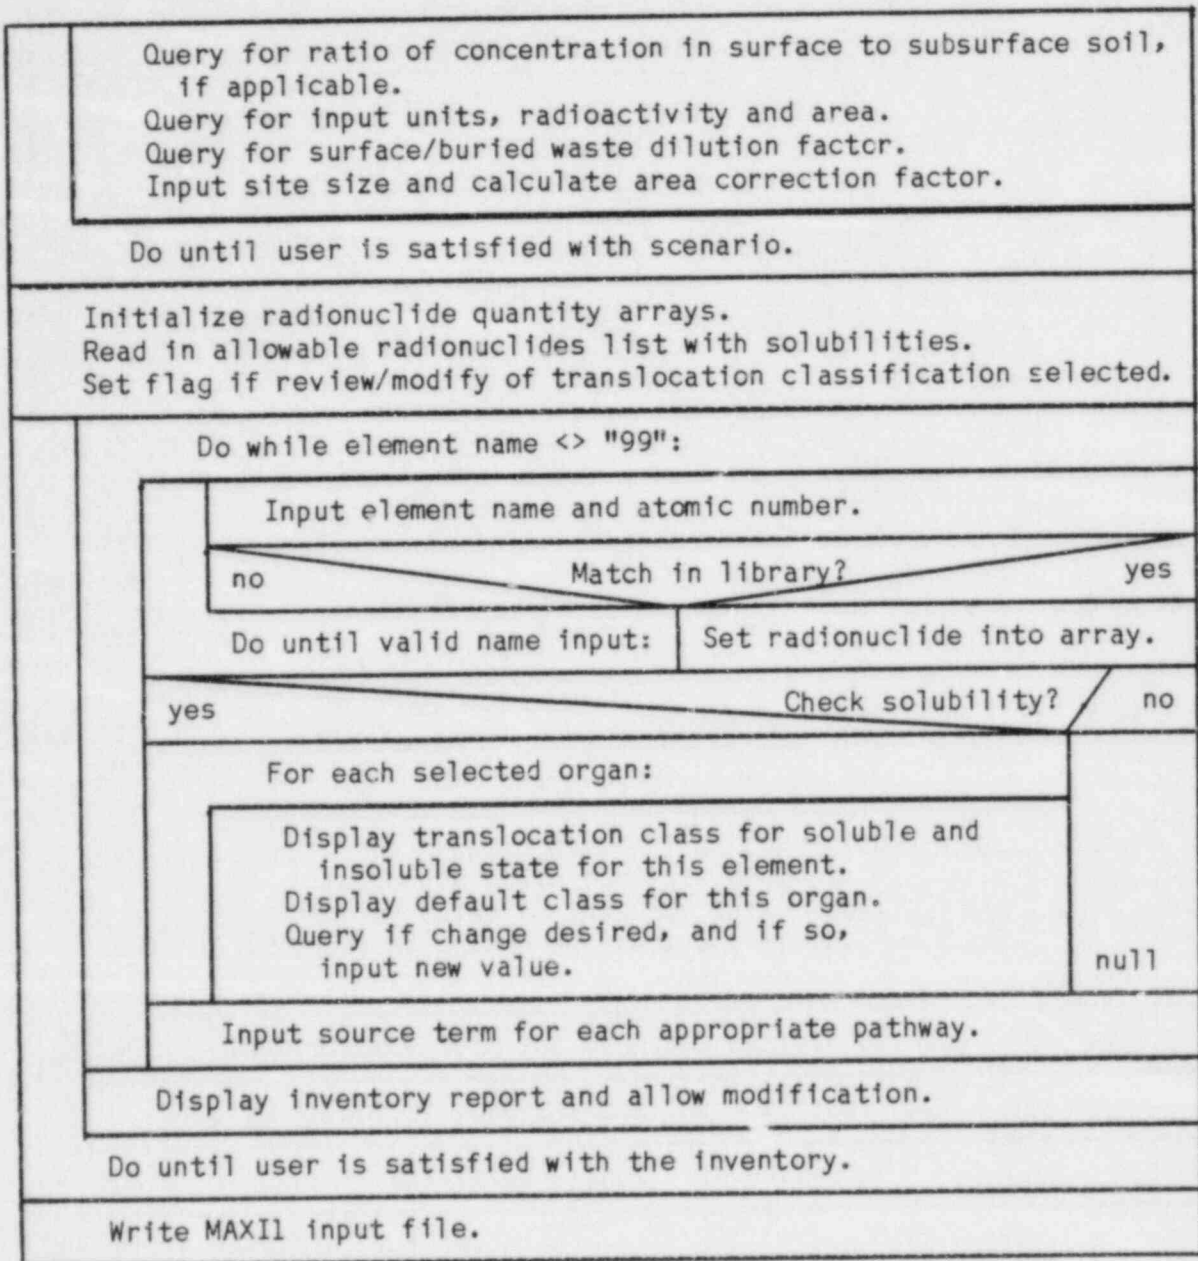 Query for ratio of concentration in surface to subsurface soil,
if applicable.
Query for input units, radioactivity and area.
Query for surface/buried waste dilution factor.
Input site size and calculate area correction factor.
Do until user is satisfied with scenario.
Initialize radionuclide quantity arrays.
Read in allowable radionuclides list with solubilities.
Set flag if review/modify of translocation classification selected.
Do while element name <> "99":
Input element name and atomic number.
no Match in library? yes
Do until valid name input: Set radionuclide into array.
yes Check solubility? no
For each selected organ:
Display translocation class for soluble and
insoluble state for this element.
Display default class for this organ.
Query if change desired, and if so,
input new value. null
Input source term for each appropriate pathway.
Display inventory report and allow modification.
Do until user is satisfied with the inventory.
Write MAXI1 input file.